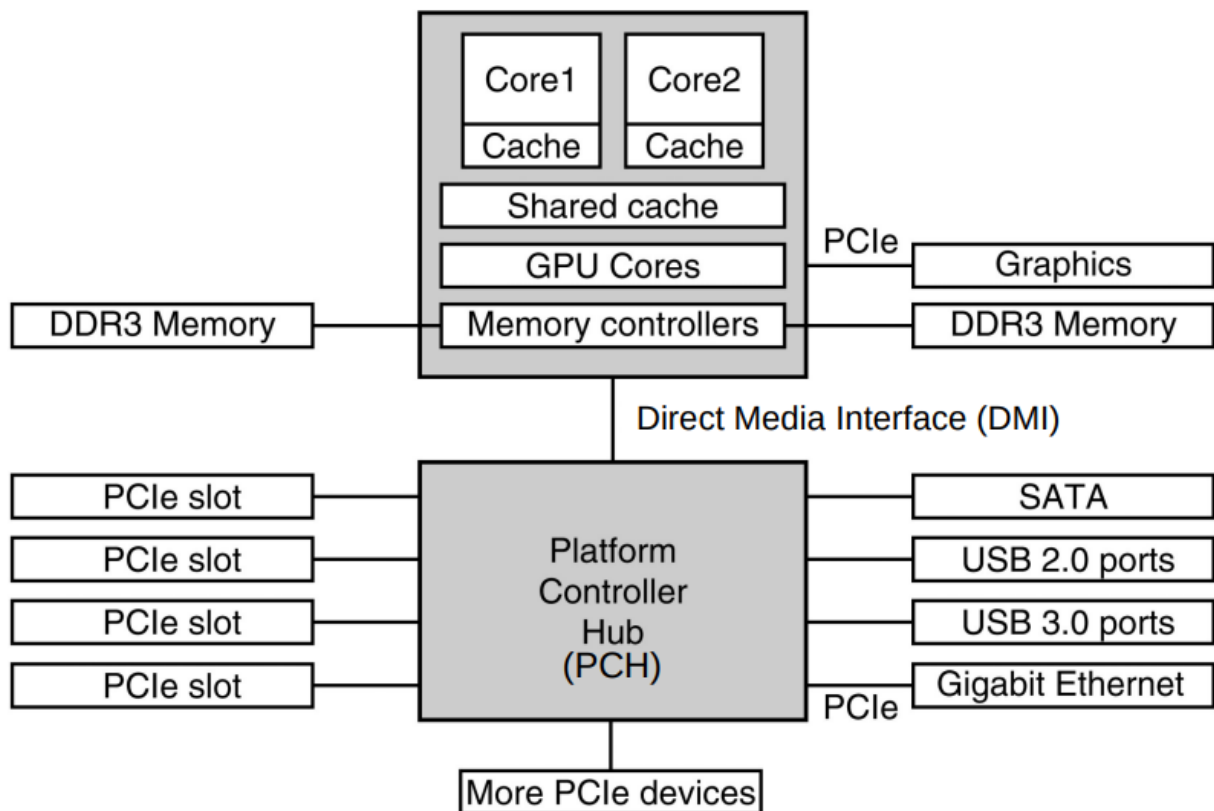 Core1
Core2
Cache
Cache
Shared cache
GPU Cores
PCIe
Graphics
DDR3 Memory
Memory controllers
DDR3 Memory
Direct Media Interface (DMI)
PCIe slot
PCIe slot
PCIe slot
PCIe slot
Platform
Controller
Hub
(PCH)
SATA
USB 2.0 ports
USB 3.0 ports
Gigabit Ethernet
PCIe
More PCIe devices